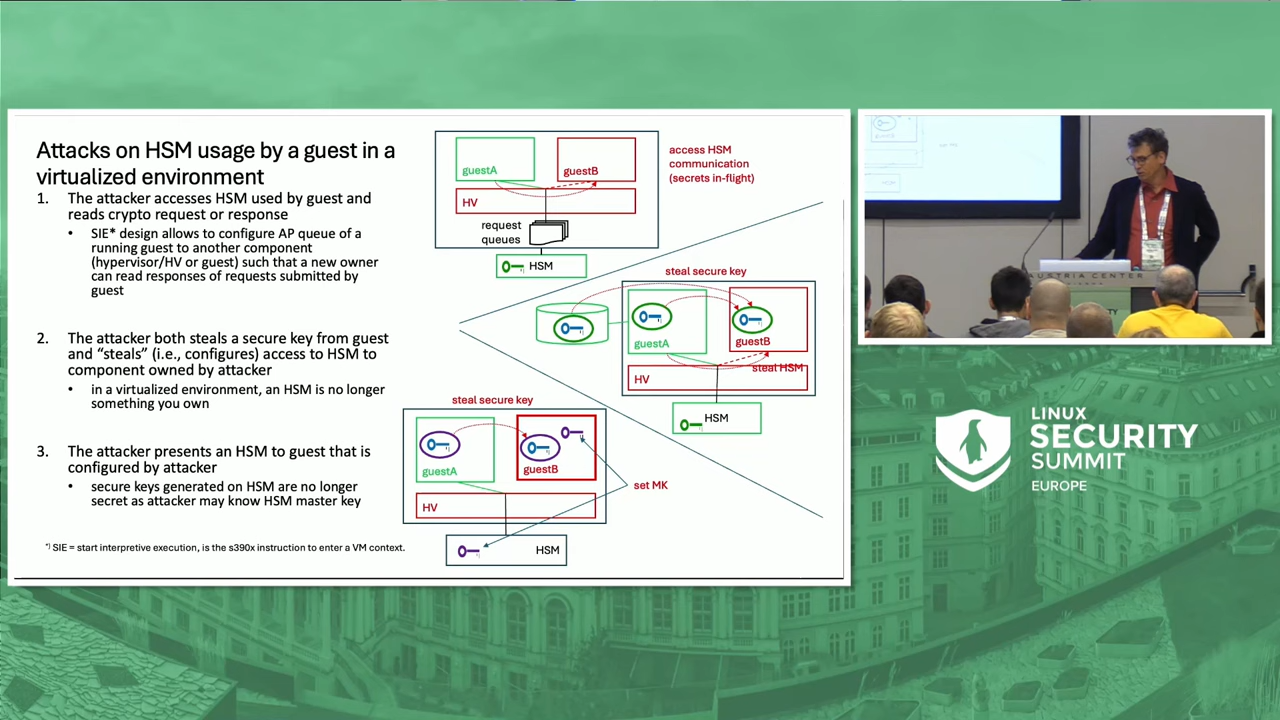 Attacks on HSM usage by a guest in a
virtualized environment
1. The attacker accesses HSM used by guest and
reads crypto request or response
• SIE* design allows to configure AP queue of a
running guest to another component
(hypervisor/HV or guest) such that a new owner
can read responses of requests submitted by
guest
2. The attacker both steals a secure key from guest
and “steals” (i.e., configures) access to HSM to
component owned by attacker
• in a virtualized environment, an HSM is no longer
something you own
3. The attacker presents an HSM to guest that is
configured by attacker
• secure keys generated on HSM are no longer
secret as attacker may know HSM master key
*) SIE = start interpretive execution, is the s390x instruction to enter a VM context.
guestA
guestB
HV
request
queues
HSM
access HSM
communication
(secrets in-flight)
steal secure key
guestA
guestB
steal HSM
HV
HSM
steal secure key
guestA
guestB
HV
set MK
HSM
AUSTRIA CENTER
LINUX
SECURITY
SUMMIT
EUROPE